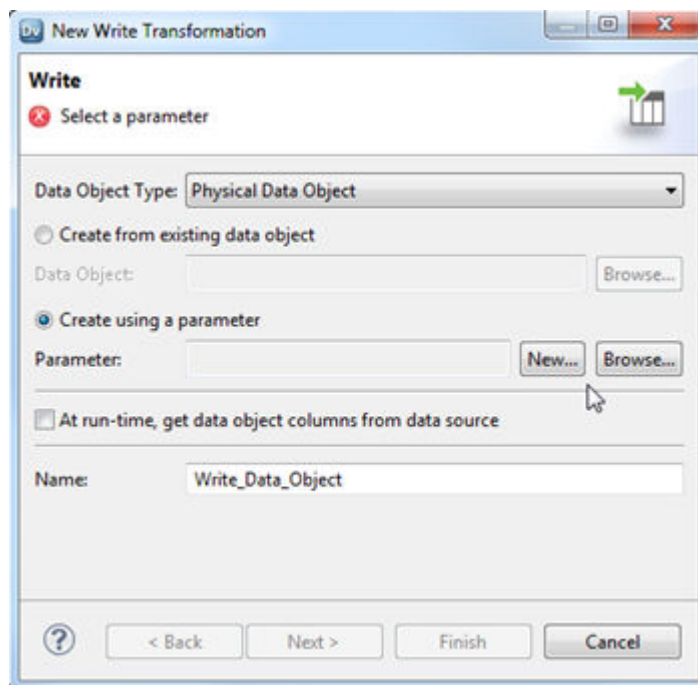 Dv New Write Transformation
Write
Select a parameter
Data Object Type: Physical Data Object
Create from existing data object
Data Object: Browse...
Create using a parameter
Parameter: New... Browse...
At run-time, get data object columns from data source
Name: Write_Data_Object
? < Back Next > Finish Cancel